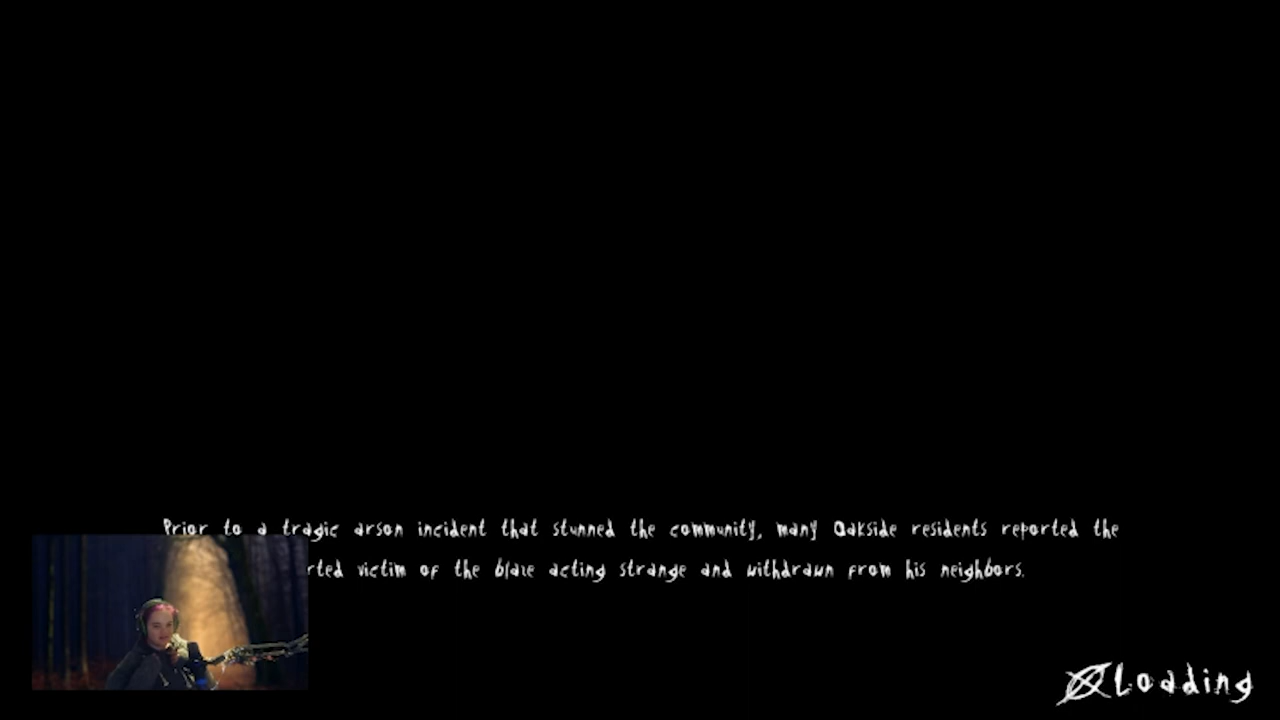 Prior to a tragic arson incident that stunned the community, many Oakside residents reported the
victim of the blaze acting strange and withdrawn from his neighbors.
Loading